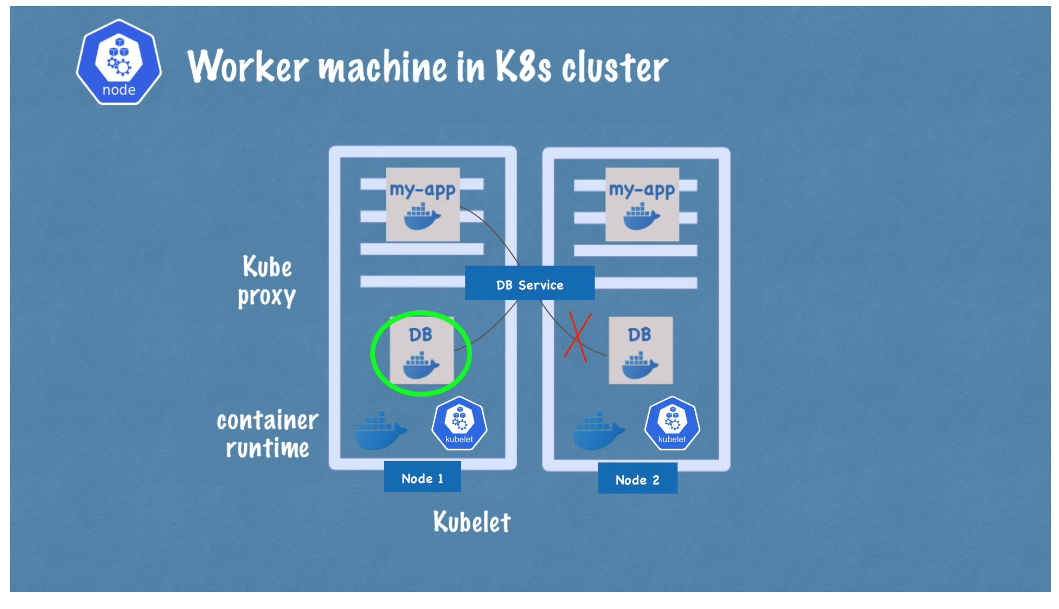 node
Worker machine in K8s cluster
my-app
my-app
Kube
proxy
DB Service
DB
DB
container
runtime
kubelet
kubelet
Node 1
Node 2
Kubelet